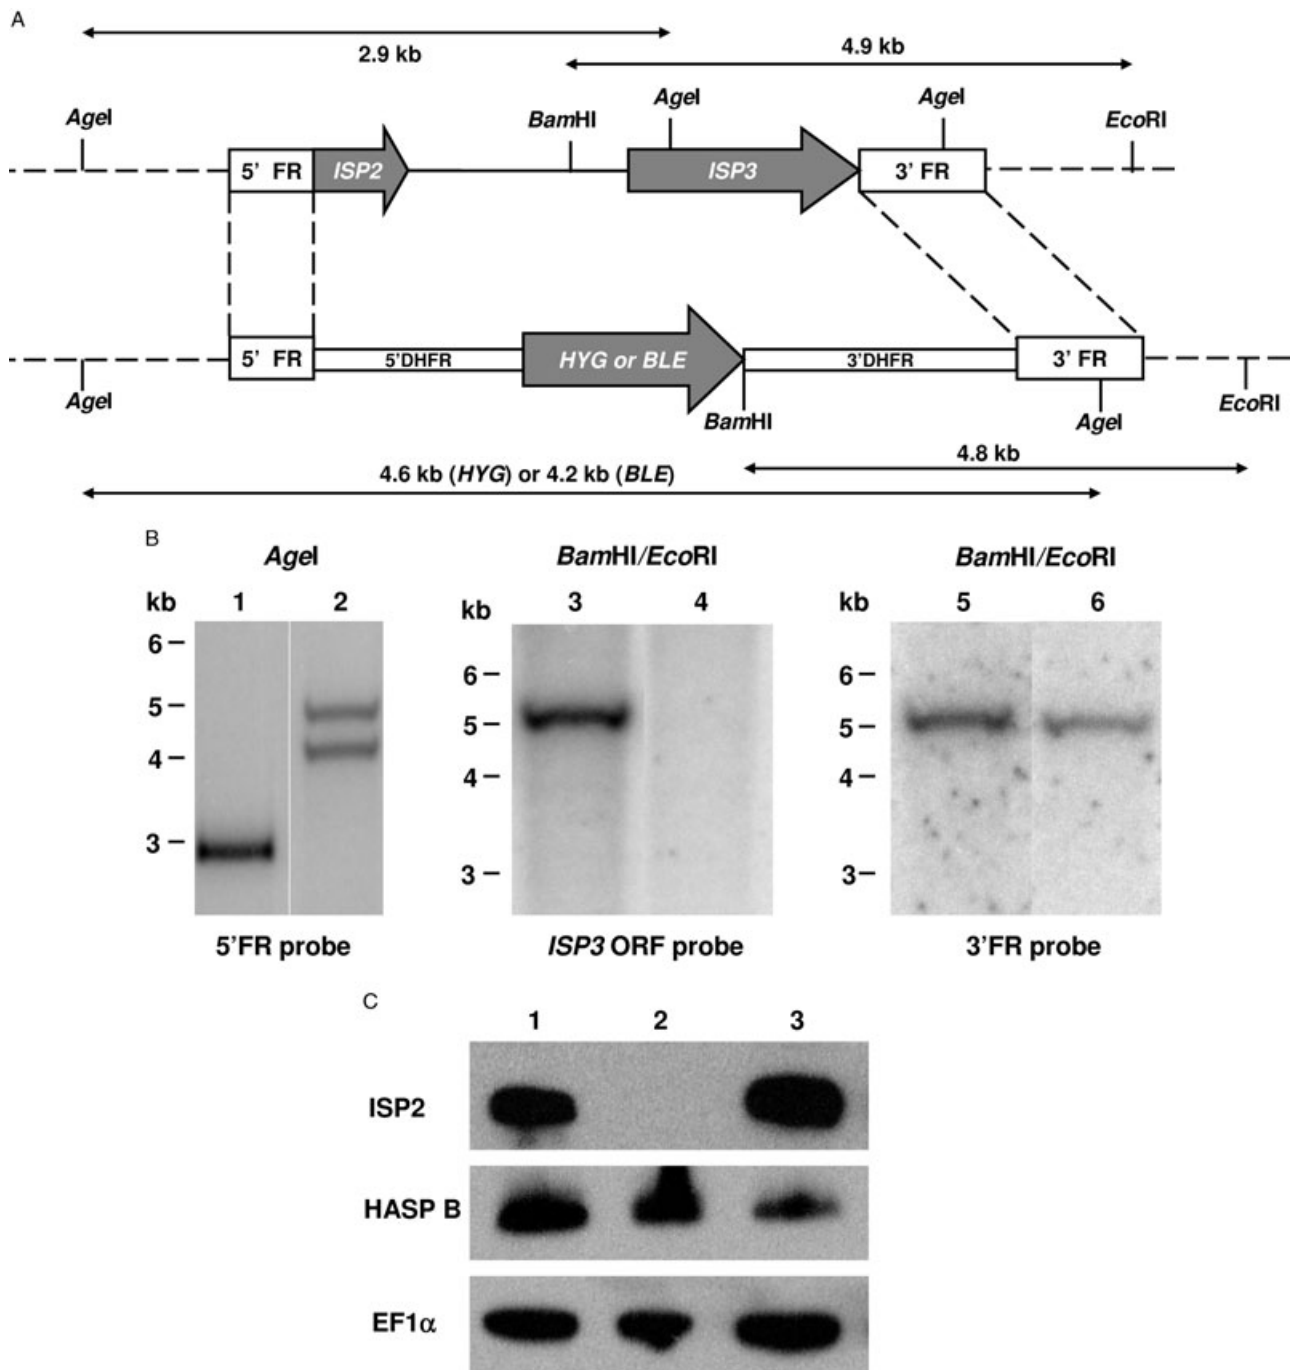 A
2.9 kb
4.9 kb
AgeI
BamHI
AgeI
AgeI
EcoRI
5' FR
ISP2
ISP3
3' FR
5' FR
5'DHFR
HYG or BLE
3'DHFR
3' FR
AgeI
BamHI
AgeI
EcoRI
4.8 kb
4.6 kb (HYG) or 4.2 kb (BLE)
B
AgeI
BamHI/EcoRI
BamHI/EcoRI
kb 1 2
kb 3 4
kb 5 6
6
5
4
3
6
5
4
3
6
5
4
3
5'FR probe
ISP3 ORF probe
3'FR probe
C
1 2 3
ISP2
HASP B
EF1α